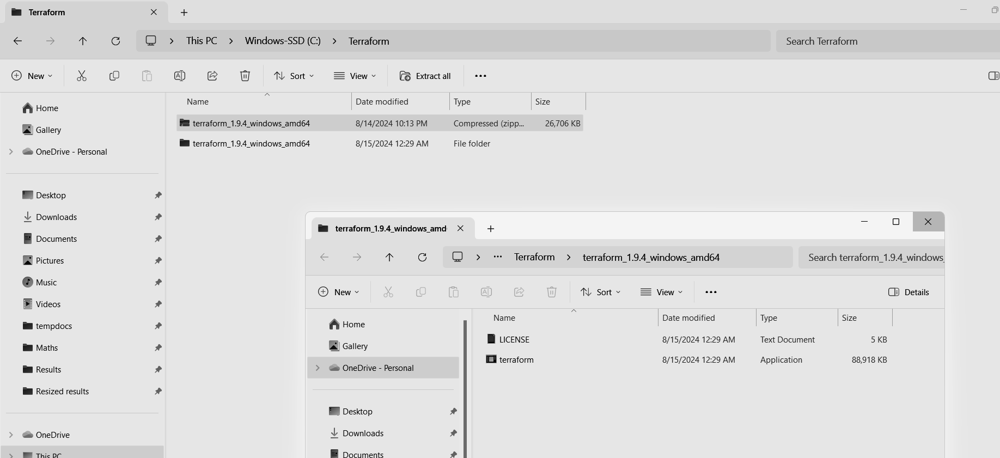 Terraform
This PC > Windows-SSD (C:) > Terraform
Search Terraform
New Sort View Extract all
Name Date modified Type Size
terraform_1.9.4_windows_amd64 8/14/2024 10:13 PM Compressed (zipp... 26,706 KB
terraform_1.9.4_windows_amd64 8/15/2024 12:29 AM File folder
Home
Gallery
OneDrive - Personal
Desktop
Downloads
Documents
Pictures
Music
Videos
tempdocs
Maths
Results
Resized results
OneDrive
This PC
terraform_1.9.4_windows_amd
Terraform > terraform_1.9.4_windows_amd64
Search terraform_1.9.4_windows_
New Sort View Details
Name Date modified Type Size
LICENSE 8/15/2024 12:29 AM Text Document 5 KB
terraform 8/15/2024 12:29 AM Application 88,918 KB
Home
Gallery
OneDrive - Personal
Desktop
Downloads
Documents